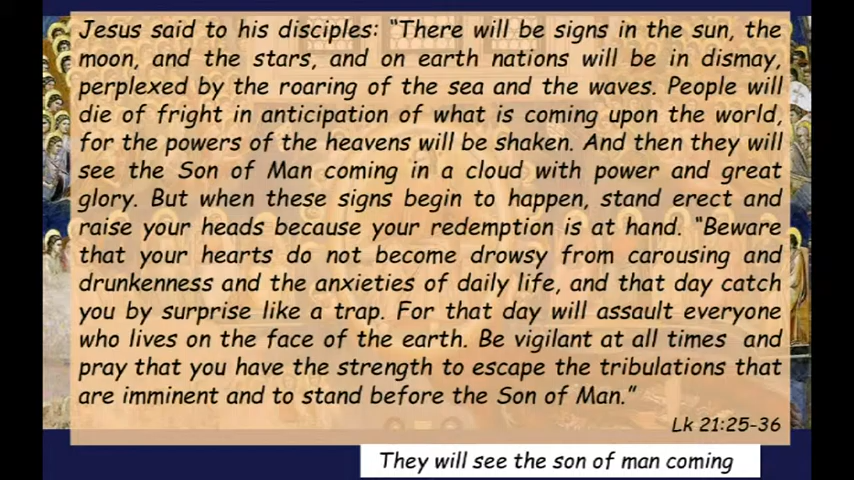 Jesus said to his disciples: “There will be signs in the sun, the
moon, and the stars, and on earth nations will be in dismay,
perplexed by the roaring of the sea and the waves. People will
die of fright in anticipation of what is coming upon the world,
for the powers of the heavens will be shaken. And then they will
see the Son of Man coming in a cloud with power and great
glory. But when these signs begin to happen, stand erect and
raise your heads because your redemption is at hand. “Beware
that your hearts do not become drowsy from carousing and
drunkenness and the anxieties of daily life, and that day catch
you by surprise like a trap. For that day will assault everyone
who lives on the face of the earth. Be vigilant at all times and
pray that you have the strength to escape the tribulations that
are imminent and to stand before the Son of Man.”
Lk 21:25-36
They will see the son of man coming